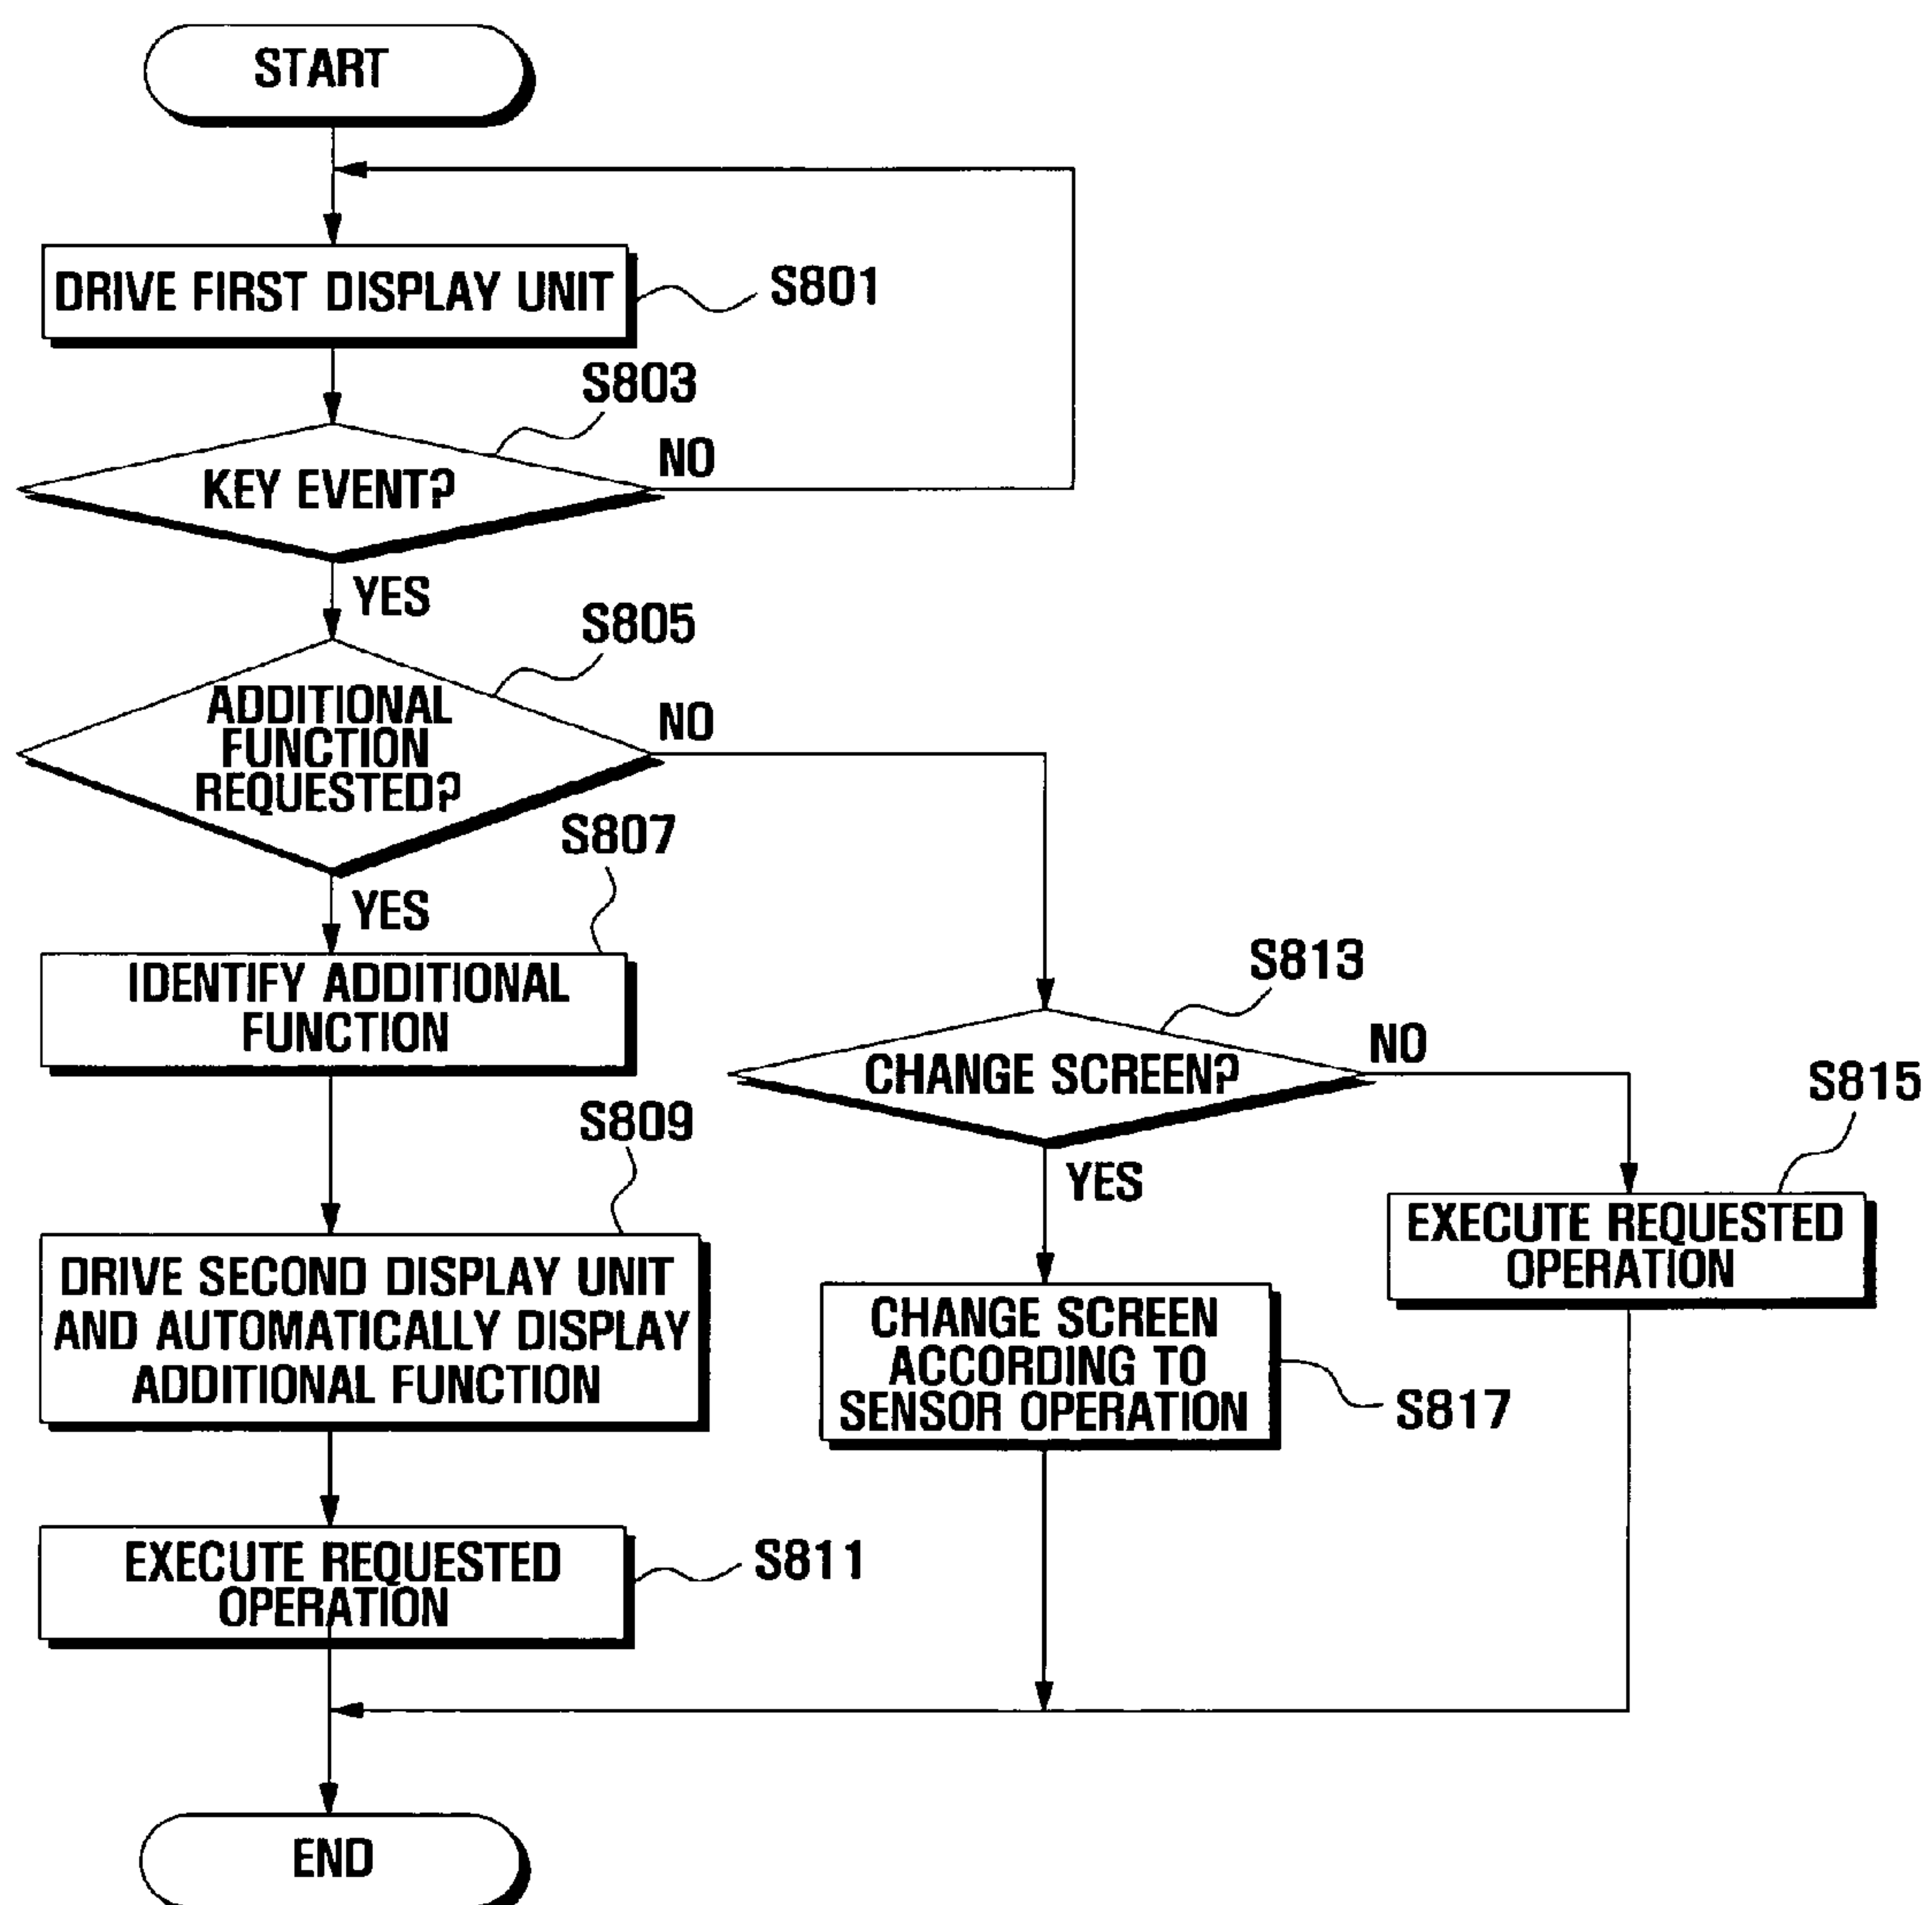 START
DRIVE FIRST DISPLAY UNIT
S801
S803
KEY EVENT?
NO
YES
S805
ADDITIONAL
FUNCTION
REQUESTED?
NO
YES
S807
IDENTIFY ADDITIONAL
FUNCTION
S809
DRIVE SECOND DISPLAY UNIT
AND AUTOMATICALLY DISPLAY
ADDITIONAL FUNCTION
EXECUTE REQUESTED
OPERATION
S811
S813
CHANGE SCREEN?
NO
YES
S815
EXECUTE REQUESTED
OPERATION
CHANGE SCREEN
ACCORDING TO
SENSOR OPERATION
S817
END